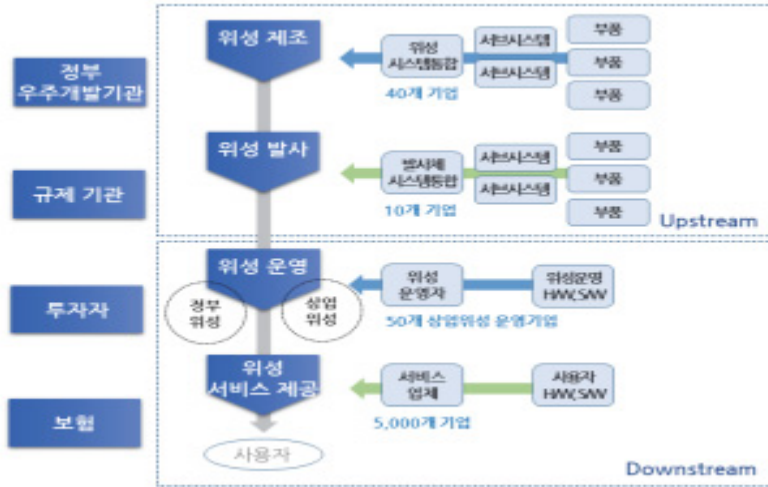 정부
우주개발기관
규제 기관
투자자
보험
위성 제조
위성
시스템통합
40개 기업
서브시스템
서브시스템
부품
부품
부품
위성 발사
발사체
시스템통합
10개 기업
서브시스템
서브시스템
부품
부품
부품
Upstream
위성 운영
정부
위성
상업
위성
위성
운영자
50개 상업위성 운영기업
위성운영
H/W, S/W
위성
서비스 제공
서비스
업체
5,000개 기업
사용자
H/W, S/W
사용자
Downstream